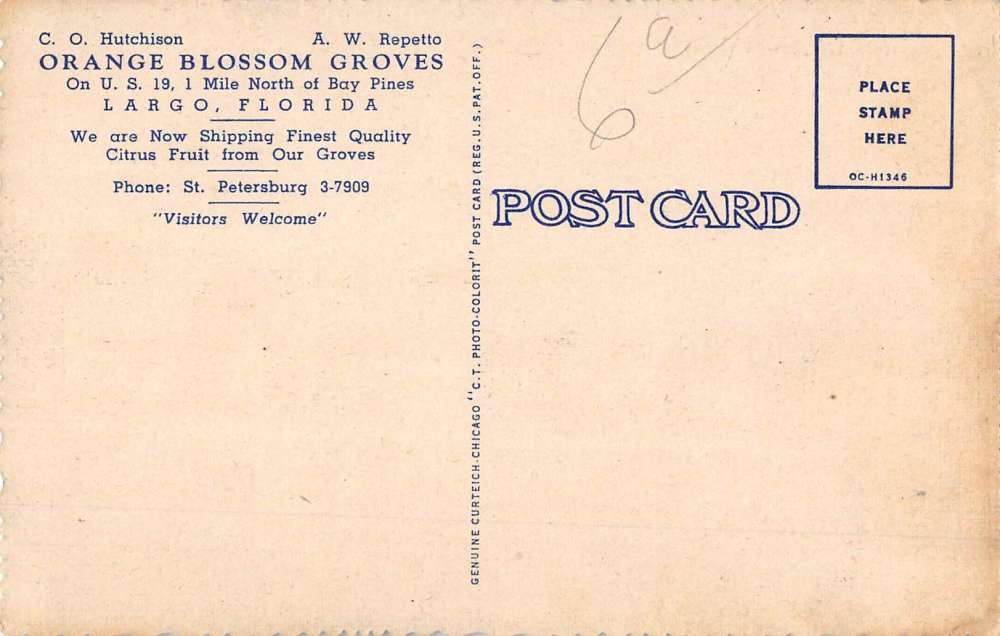 C. O. Hutchison A. W. Repetto
ORANGE BLOSSOM GROVES
On U. S. 19, 1 Mile North of Bay Pines
LARGO, FLORIDA
We are Now Shipping Finest Quality
Citrus Fruit from Our Groves
Phone: St. Petersburg 3-7909
"Visitors Welcome"
GENUINE CURTEICH-CHICAGO "C.T. PHOTO-COLORIT" POST CARD (REG. U.S. PAT. OFF.)
6a
POST CARD
PLACE
STAMP
HERE
OC-H1346